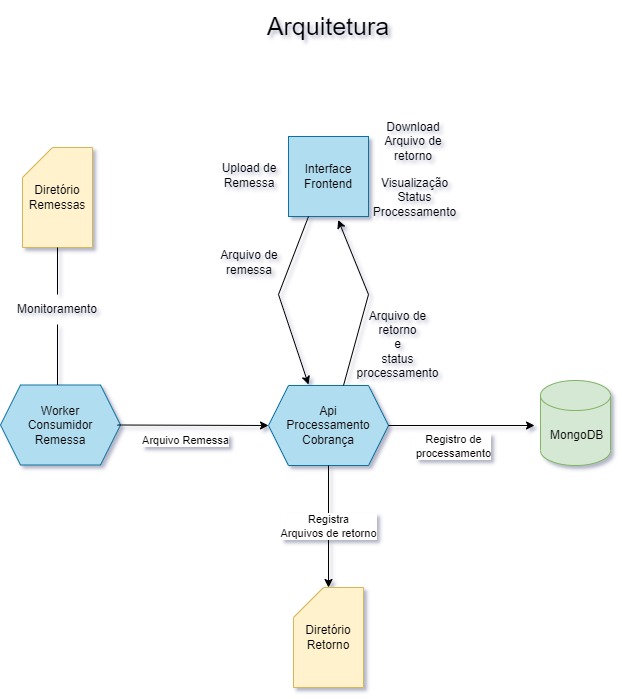 Arquitetura
Download
Arquivo de
retorno
Upload de
Remessa
Interface
Frontend
Visualização
Status
Processamento
Diretório
Remessas
Arquivo de
remessa
Monitoramento
Arquivo de
retorno
e
status
processamento
Worker
Consumidor
Remessa
Arquivo Remessa
Api
Processamento
Cobrança
Registro de
processamento
MongoDB
Registra
Arquivos de retorno
Diretório
Retorno